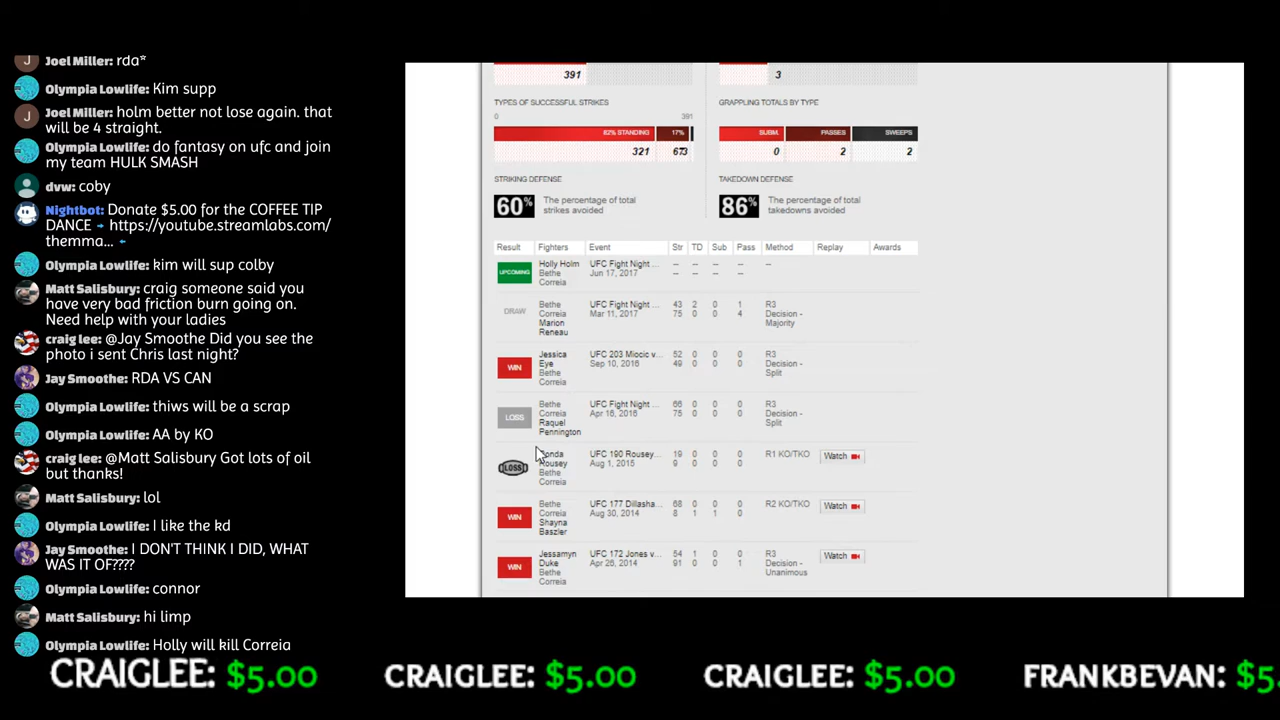 Joel Miller: rda*
Olympia Lowlife: Kim supp
Joel Miller: holm better not lose again. that
will be 4 straight.
Olympia Lowlife: do fantasy on ufc and join
my team HULK SMASH
dvw: coby
Nightbot: Donate $5.00 for the COFFEE TIP
DANCE → https://youtube.streamlabs.com/
themma... ←
Olympia Lowlife: kim will sup colby
Matt Salisbury: craig someone said you
have very bad friction burn going on.
Need help with your ladies
craig lee: @Jay Smoothe Did you see the
photo i sent Chris last night?
Jay Smoothe: RDA VS CAN
Olympia Lowlife: thiws will be a scrap
Olympia Lowlife: AA by KO
craig lee: @Matt Salisbury Got lots of oil
but thanks!
Matt Salisbury: lol
Olympia Lowlife: I like the kd
Jay Smoothe: I DON'T THINK I DID, WHAT
WAS IT OF????
Olympia Lowlife: connor
Matt Salisbury: hi limp
Olympia Lowlife: Holly will kill Correia
391
3
TYPES OF SUCCESSFUL STRIKES
0 391
82% STANDING 17%
321 673
GRAPPLING TOTALS BY TYPE
SUBM. PASSES SWEEPS
0 2 2
STRIKING DEFENSE
60% The percentage of total
strikes avoided
TAKEDOWN DEFENSE
86% The percentage of total
takedowns avoided
Result Fighters Event Str TD Sub Pass Method Replay Awards
UPCOMING Holly Holm UFC Fight Night ... -- -- -- -- --
Bethe Jun 17, 2017 -- -- -- --
Correia
DRAW Bethe UFC Fight Night ... 43 2 0 1 R3
Correia Mar 11, 2017 75 0 0 4 Decision -
Marion Majority
Reneau
WIN Jessica UFC 203 Miocic v... 52 0 0 0 R3
Eye Sep 10, 2016 49 0 0 0 Decision -
Bethe Split
Correia
LOSS Bethe UFC Fight Night ... 66 0 0 0 R3
Correia Apr 16, 2016 75 0 0 0 Decision -
Raquel Split
Pennington
LOSS Ronda UFC 190 Rousey... 19 0 0 0 R1 KO/TKO Watch
Rousey Aug 1, 2015 9 0 0 0
Bethe
Correia
WIN Bethe UFC 177 Dillasha... 68 0 0 0 R2 KO/TKO Watch
Correia Aug 30, 2014 8 1 1 0
Shayna
Baszler
WIN Jessamyn UFC 172 Jones v... 54 1 0 0 R3 Watch
Duke Apr 26, 2014 91 0 0 1 Decision -
Bethe Unanimous
Correia
CRAIGLEE: $5.00 CRAIGLEE: $5.00 CRAIGLEE: $5.00 FRANKBEVAN: $5.